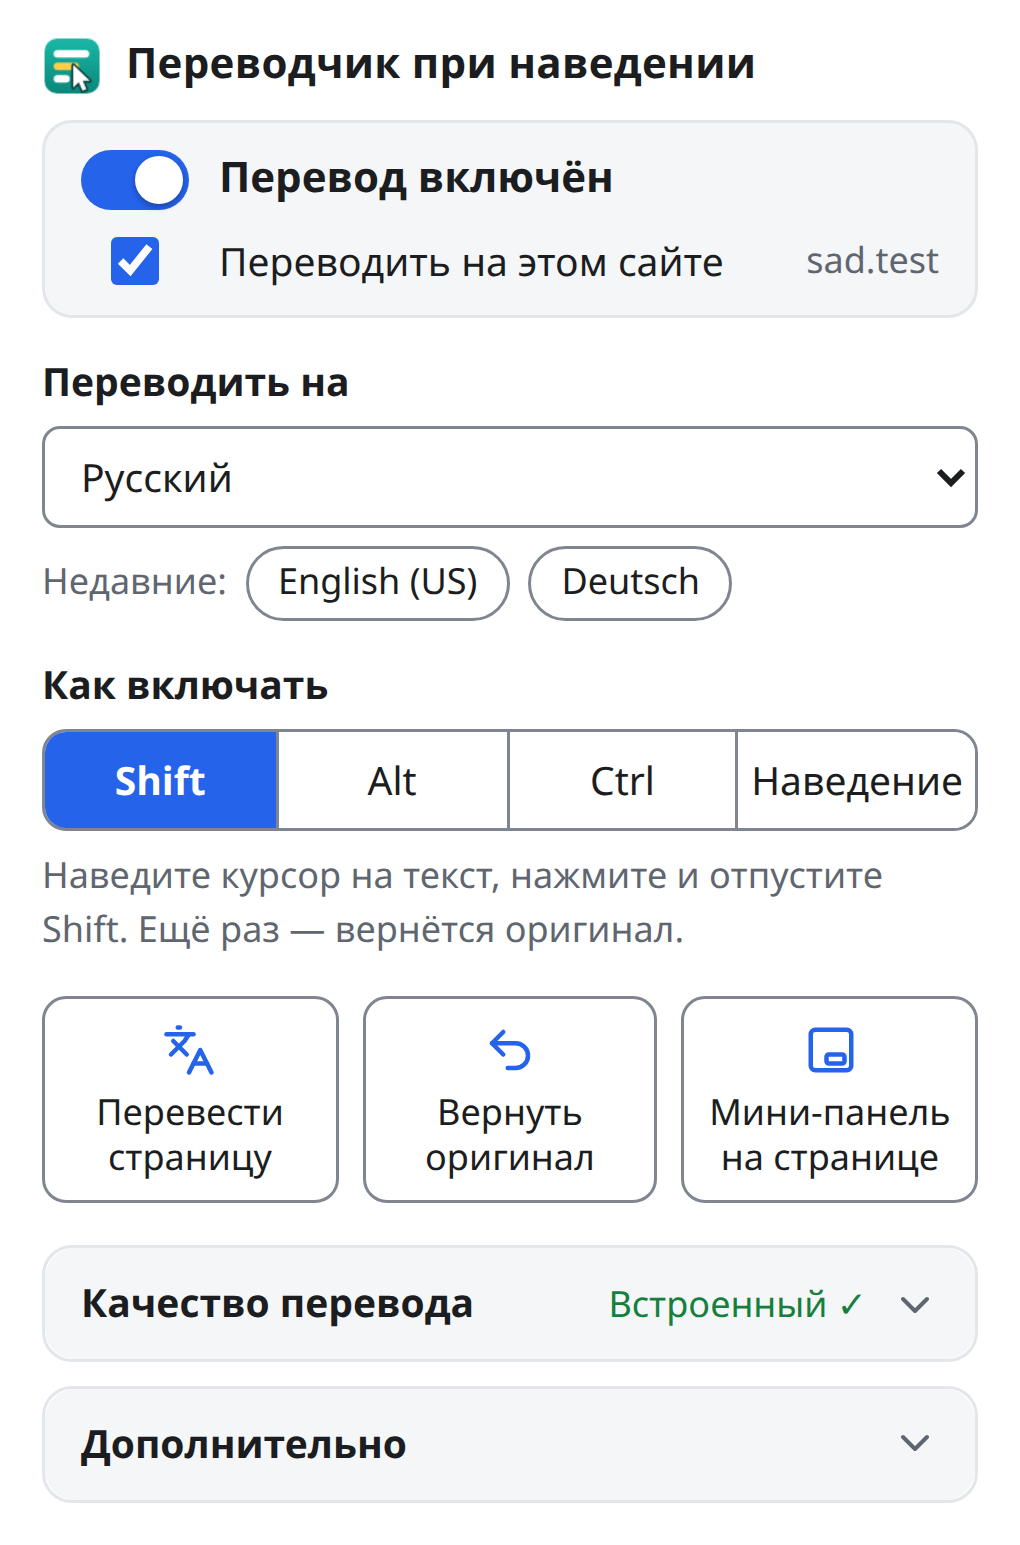 Переводчик при наведении
Перевод включён
Переводить на этом сайте sad.test
Переводить на
Русский
Недавние: English (US) Deutsch
Как включать
Shift Alt Ctrl Наведение
Наведите курсор на текст, нажмите и отпустите
Shift. Ещё раз — вернётся оригинал.
Перевести
страницу
Вернуть
оригинал
Мини-панель
на странице
Качество перевода Встроенный ✓
Дополнительно